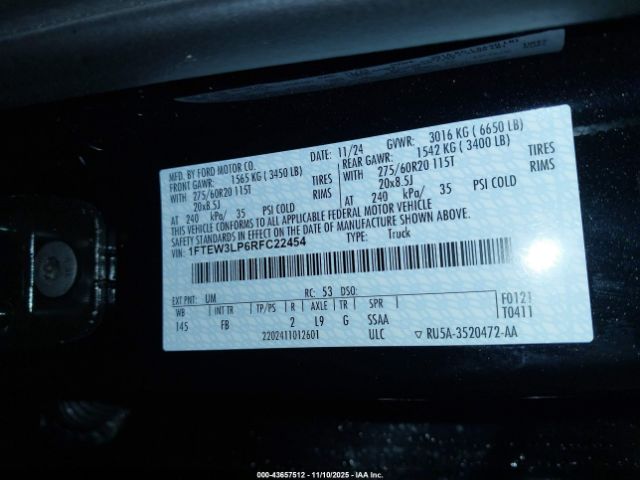 MFD. BY FORD MOTOR CO.
DATE: 11/24
GVWR: 3016 KG ( 6650 LB)
FRONT GAWR: 1565 KG ( 3450 LB)
REAR GAWR: 1542 KG ( 3400 LB)
WITH 275/60R20 115T TIRES
WITH 275/60R20 115T TIRES
20x8.5J RIMS
20x8.5J RIMS
AT 240 kPa/ 35 PSI COLD
AT 240 kPa/ 35 PSI COLD
THIS VEHICLE CONFORMS TO ALL APPLICABLE FEDERAL MOTOR VEHICLE
SAFETY STANDARDS IN EFFECT ON THE DATE OF MANUFACTURE SHOWN ABOVE.
VIN: 1FTEW3LP6RFC22454
TYPE: Truck
EXT PNT: UM RC: 53 DSO:
WB INT TR TP/PS R AXLE TR SPR
F0121
145 FB 2 L9 G SSAA
T0411
2202411012601 ULC ▽ RU5A-3520472-AA
000-43657512 - 11/10/2025 - IAA Inc.